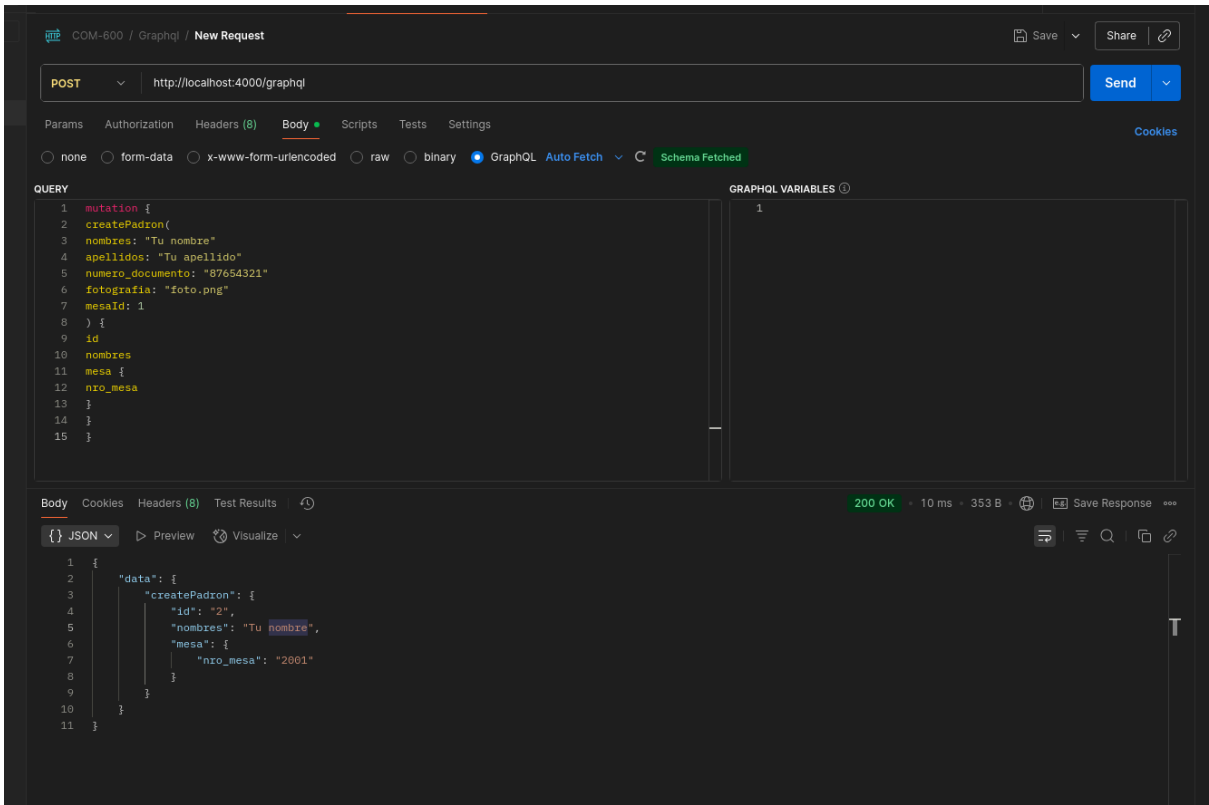 HTTP COM-600 / Graphql / New Request Save Share
POST http://localhost:4000/graphql Send
Params Authorization Headers (8) Body Scripts Tests Settings Cookies
none form-data x-www-form-urlencoded raw binary GraphQL Auto Fetch Schema Fetched
QUERY GRAPHQL VARIABLES
1 mutation { 1
2 createPadron(
3 nombres: "Tu nombre"
4 apellidos: "Tu apellido"
5 numero_documento: "87654321"
6 fotografia: "foto.png"
7 mesaId: 1
8 ) {
9 id
10 nombres
11 mesa {
12 nro_mesa
13 }
14 }
15 }
Body Cookies Headers (8) Test Results 200 OK 10 ms 353 B e.g. Save Response
{} JSON Preview Visualize
1 {
2 "data": {
3 "createPadron": {
4 "id": "2",
5 "nombres": "Tu nombre",
6 "mesa": {
7 "nro_mesa": "2001"
8 }
9 }
10 }
11 }